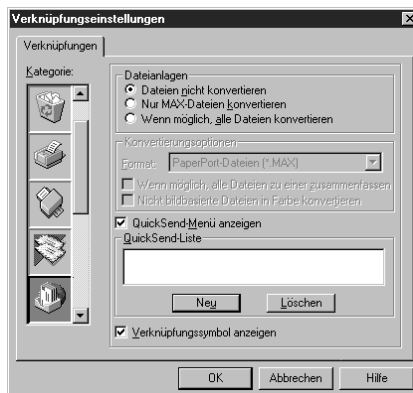 Verknüpfungseinstellungen
Verknüpfungen
Kategorie:
Dateianlagen
Dateien nicht konvertieren
Nur MAX-Dateien konvertieren
Wenn möglich, alle Dateien konvertieren
Konvertierungsoptionen
Format: PaperPort-Dateien (*.MAX)
Wenn möglich, alle Dateien zu einer zusammenfassen
Nicht bildbasierte Dateien in Farbe konvertieren
QuickSend-Menü anzeigen
QuickSend-Liste
Neu Löschen
Verknüpfungssymbol anzeigen
OK Abbrechen Hilfe